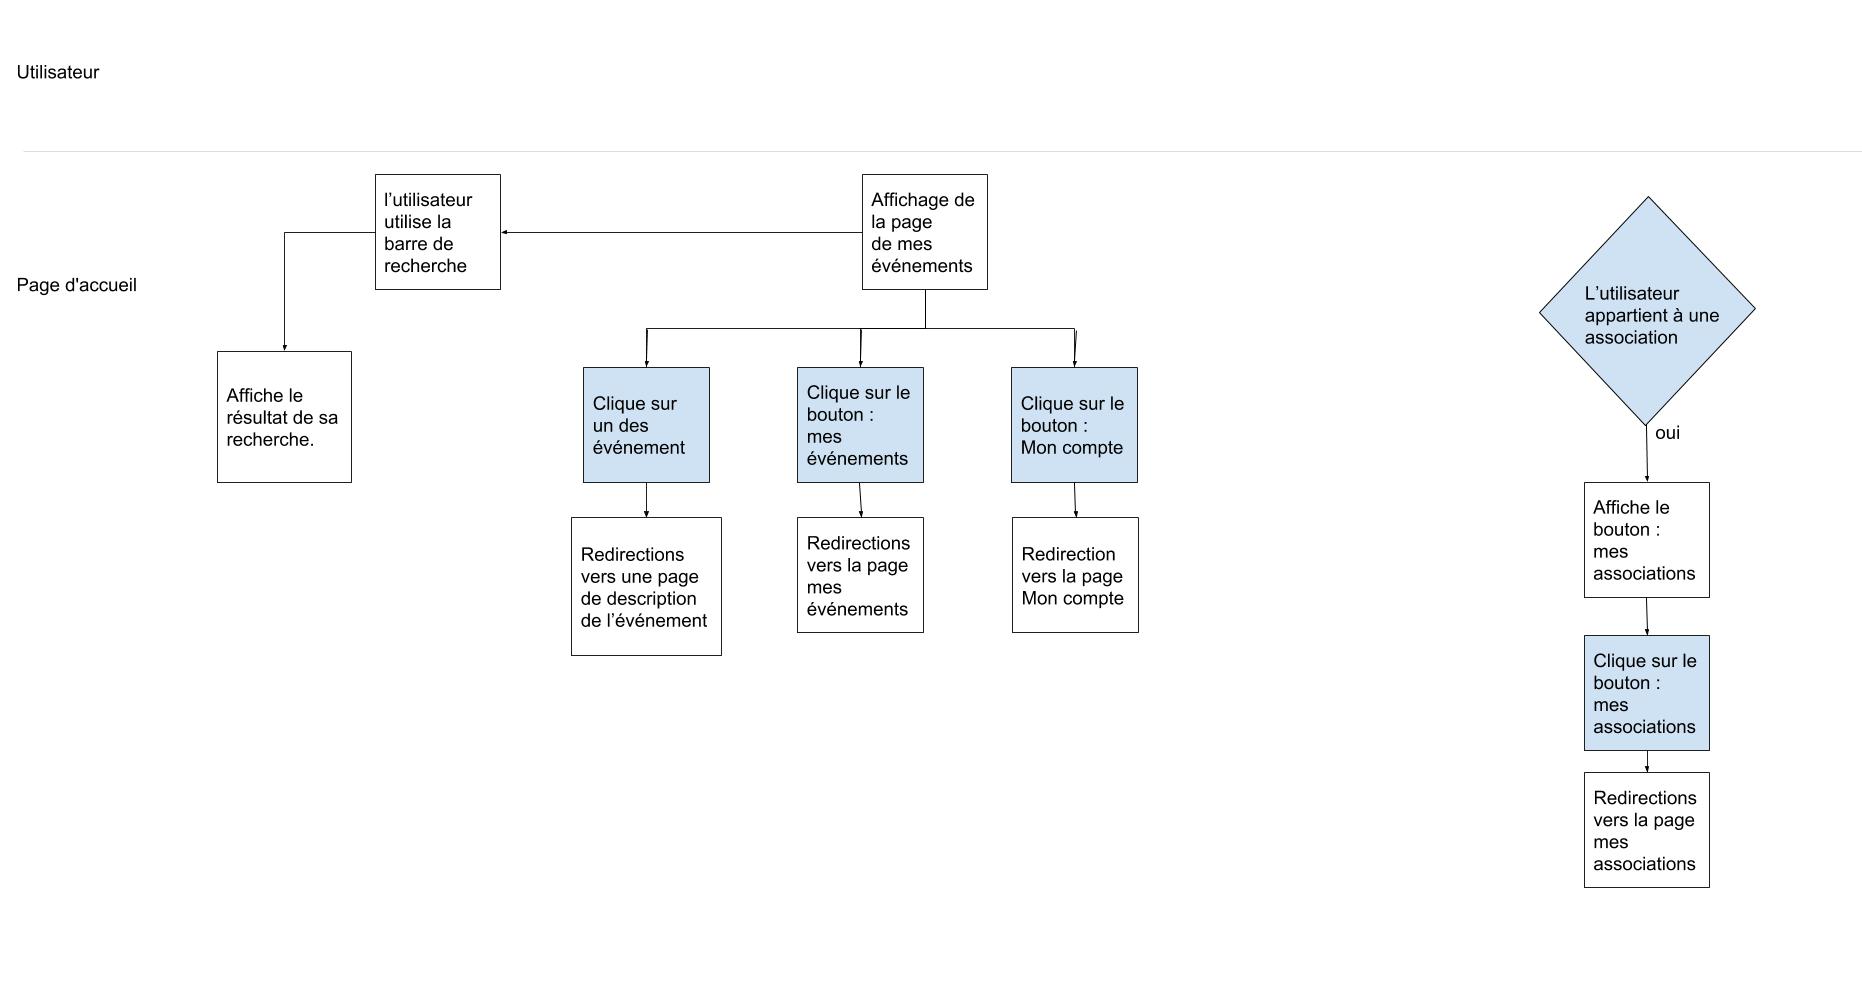 Utilisateur
Page d'accueil
l’utilisateur
utilise la
barre de
recherche
Affichage de
la page
de mes
événements
Affiche le
résultat de sa
recherche.
Clique sur
un des
événement
Clique sur le
bouton :
mes
événements
Clique sur le
bouton :
Mon compte
Redirections
vers une page
de description
de l’événement
Redirections
vers la page
mes
événements
Redirection
vers la page
Mon compte
L’utilisateur
appartient à une
association
oui
Affiche le
bouton :
mes
associations
Clique sur le
bouton :
mes
associations
Redirections
vers la page
mes
associations